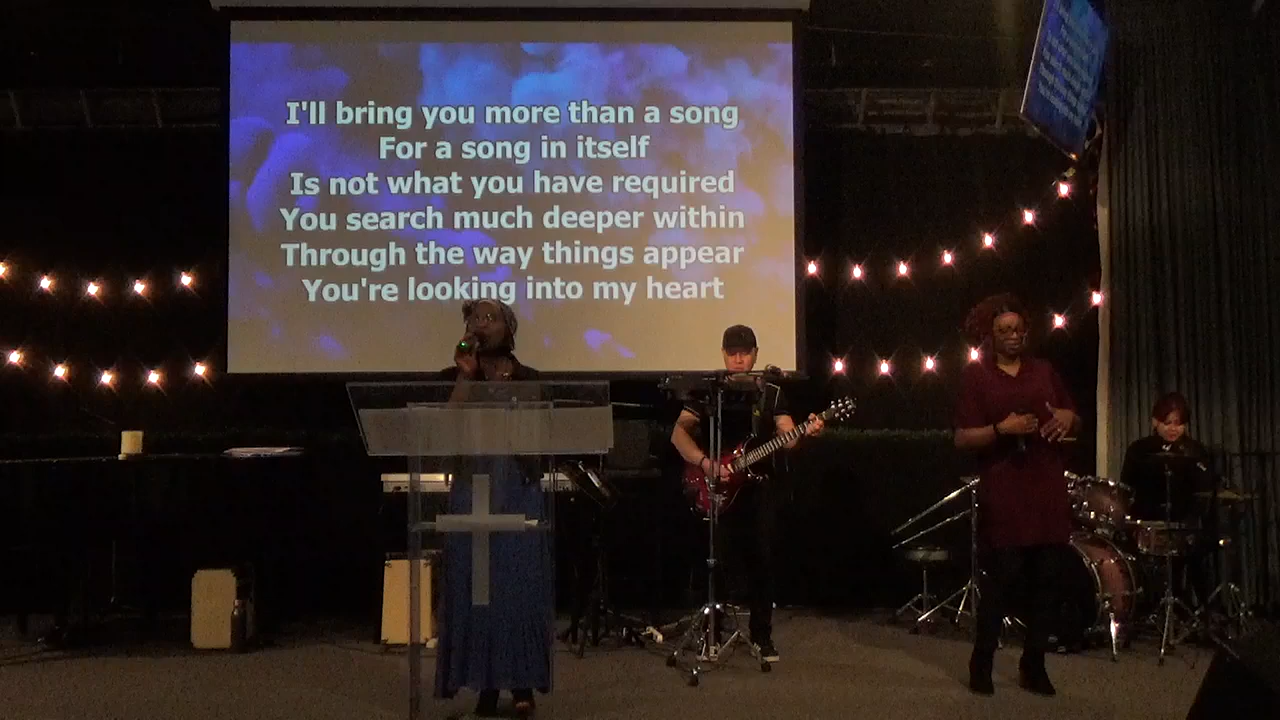 I'll bring you more than a song
For a song in itself
Is not what you have required
You search much deeper within
Through the way things appear
You're looking into my heart